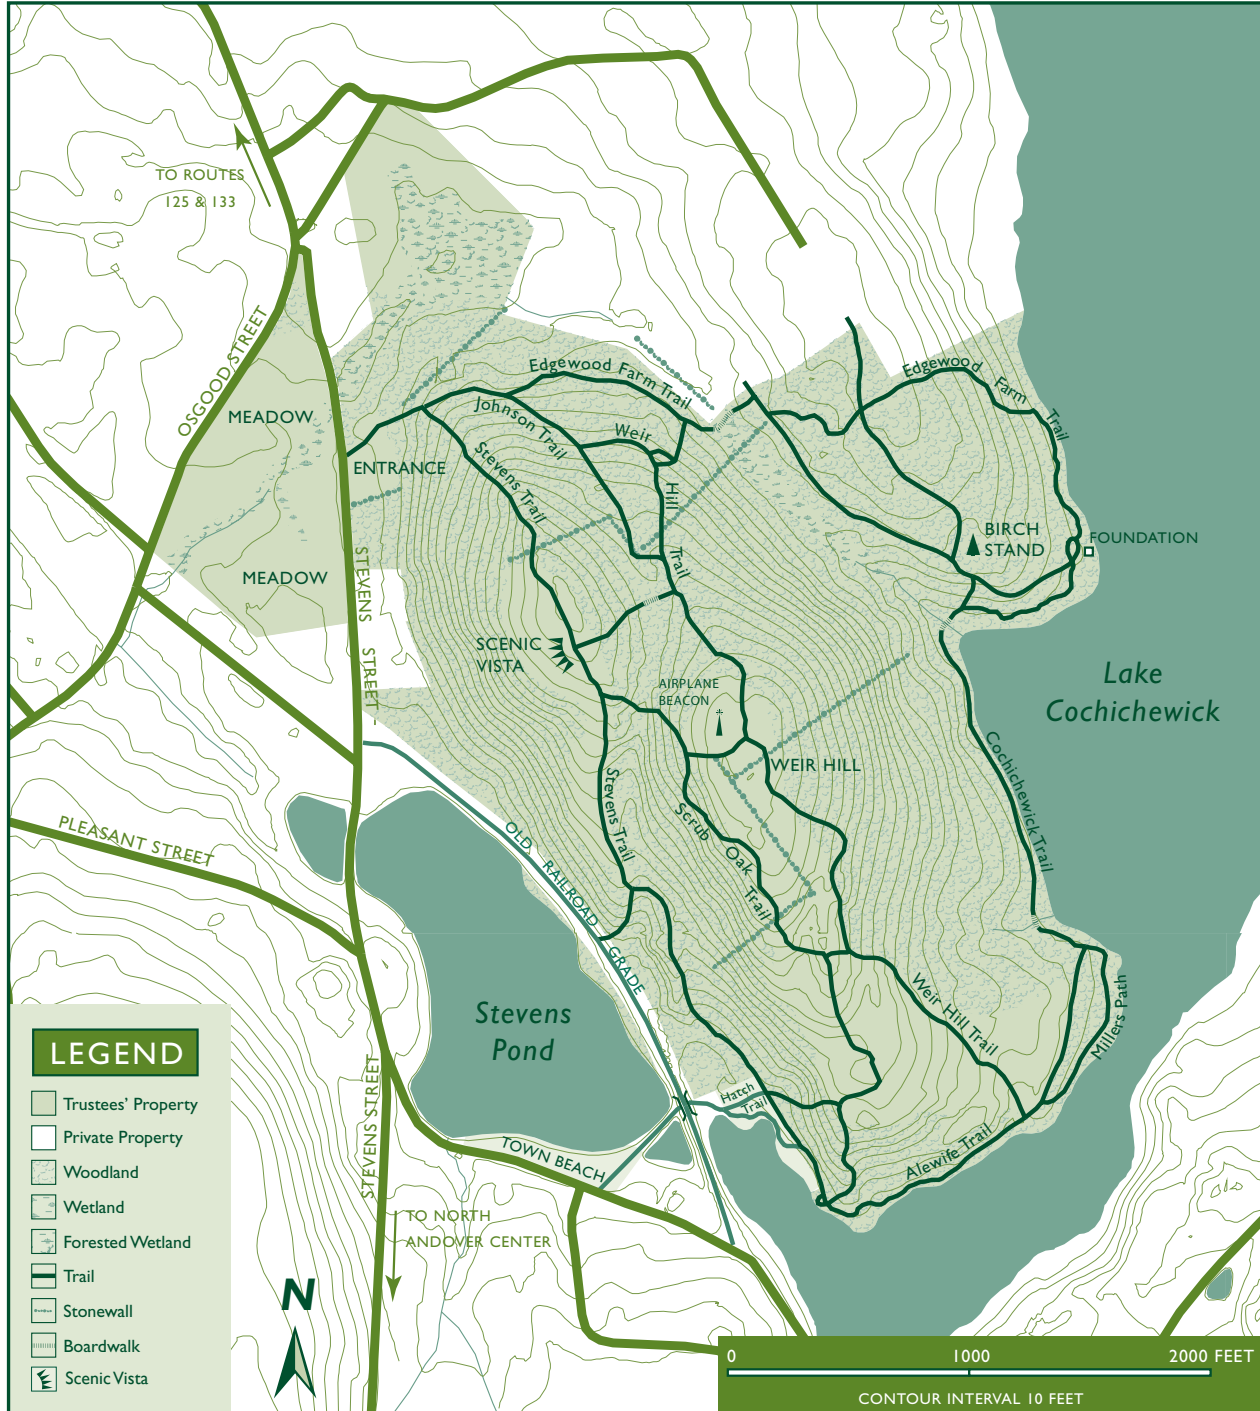 TO ROUTES
125 & 133
OSGOOD STREET
MEADOW
ENTRANCE
MEADOW
STEVENS STREET
Edgewood Farm Trail
Johnson Trail
Weir Hill Trail
Stevens Trail
Edgewood Farm Trail
BIRCH
STAND
FOUNDATION
SCENIC
VISTA
AIRPLANE
BEACON
WEIR HILL
Lake
Cochichewick
Cochichewick Trail
Stevens Trail
Scrub Oak Trail
PLEASANT STREET
OLD RAILROAD GRADE
Stevens
Pond
Weir Hill Trail
Millers Path
Hatch
Trail
Alewife Trail
TOWN BEACH
STEVENS STREET
TO NORTH
ANDOVER CENTER
LEGEND
Trustees' Property
Private Property
Woodland
Wetland
Forested Wetland
Trail
Stonewall
Boardwalk
Scenic Vista
N
0 1000 2000 FEET
CONTOUR INTERVAL 10 FEET